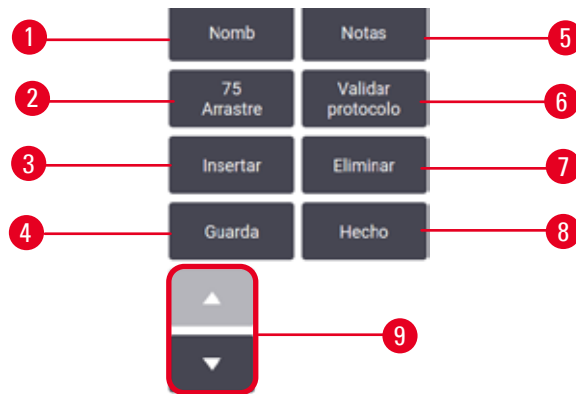 1 Nomb Notas 5
2 75 Arrastre Validar protocolo 6
3 Insertar Eliminar 7
4 Guarda Hecho 8
9